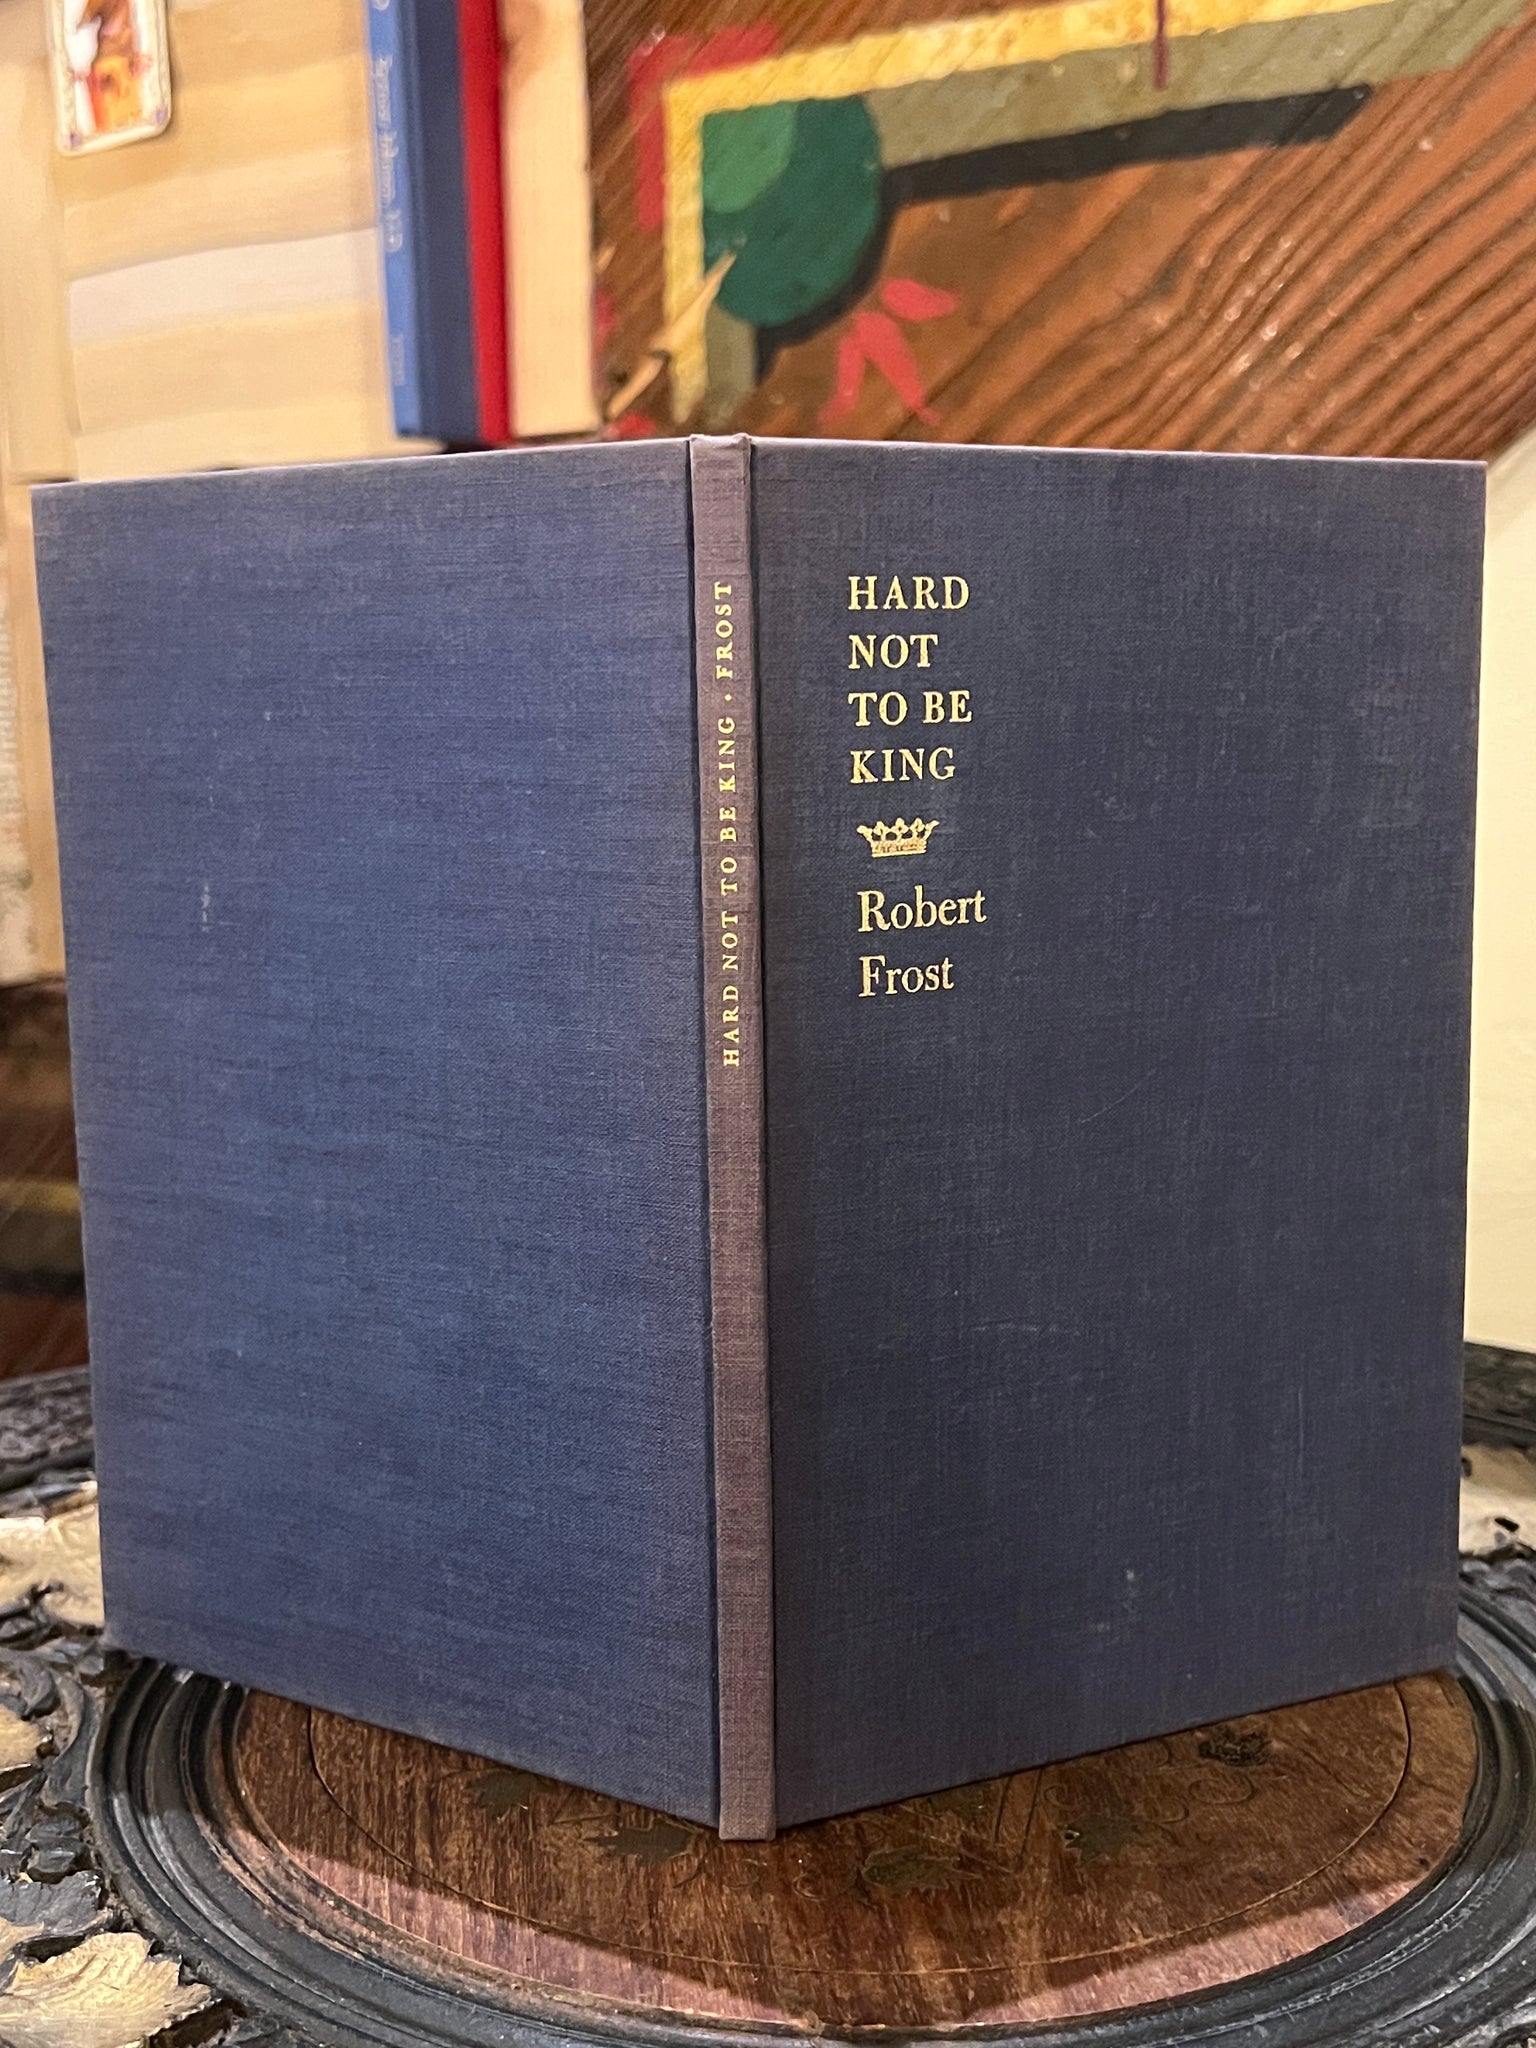 HARD NOT TO BE KING · FROST
HARD
NOT
TO BE
KING
Robert
Frost